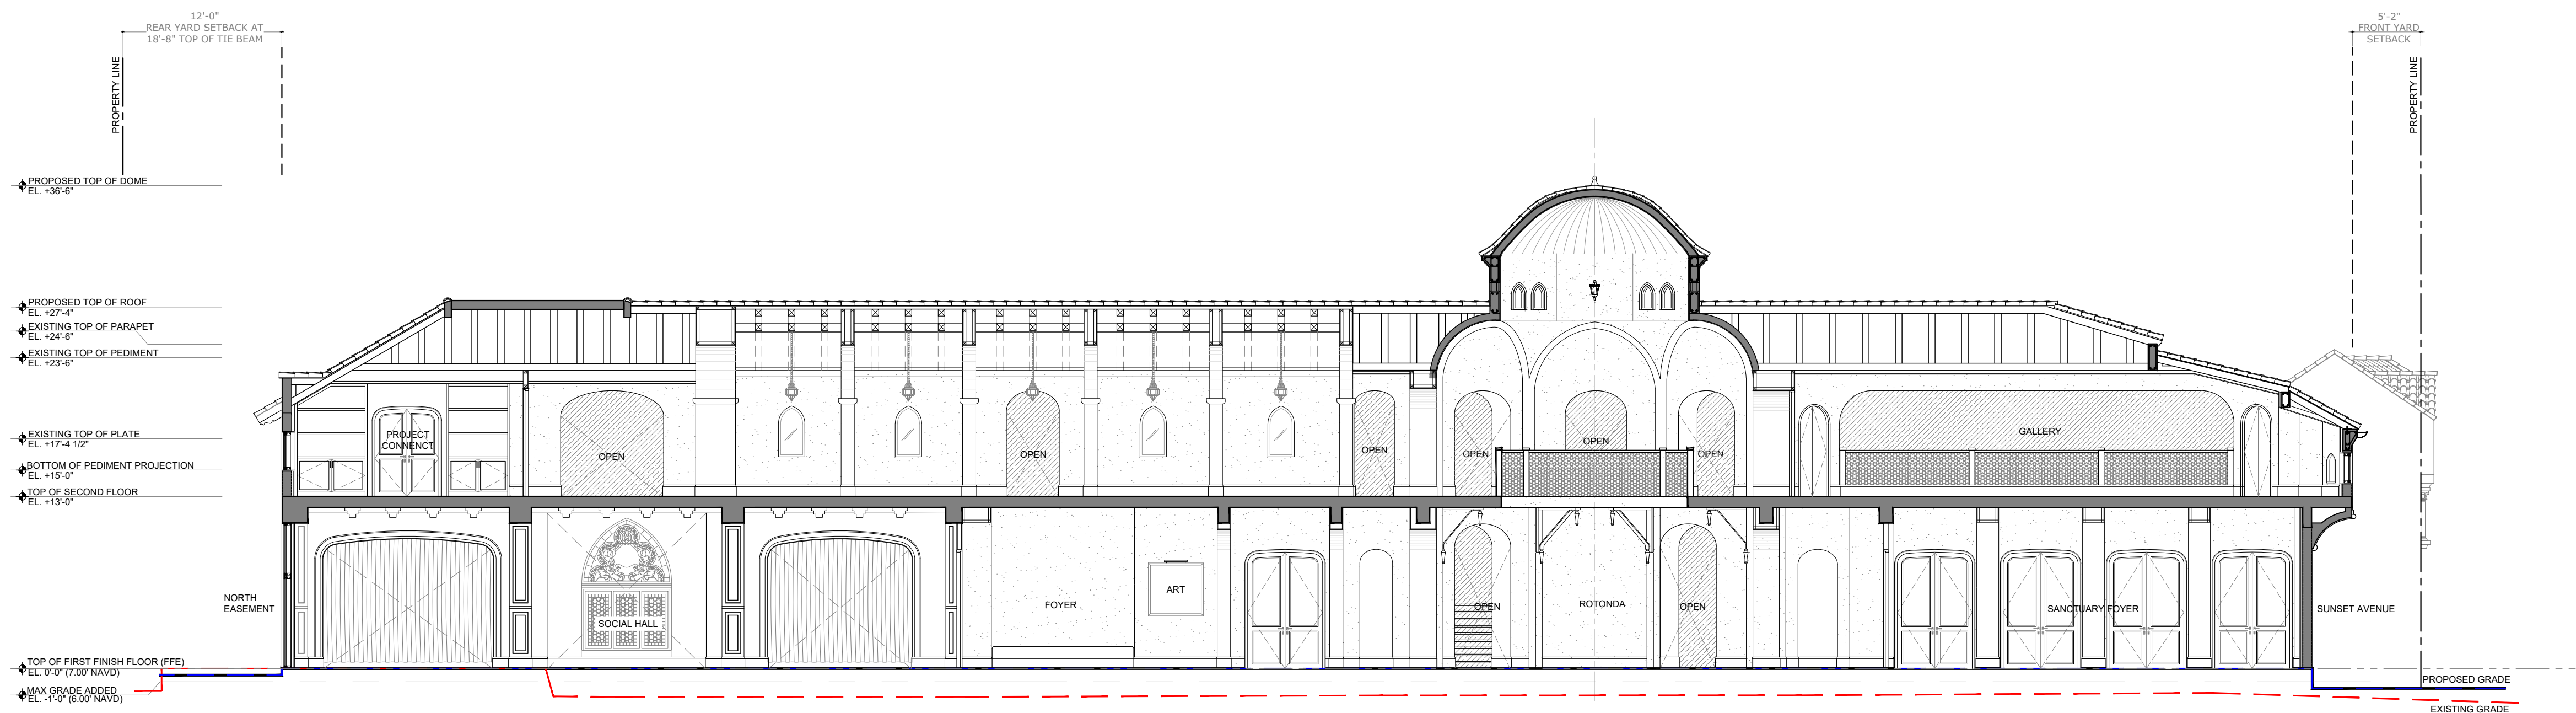 12'-0"
REAR YARD SETBACK AT
18'-8" TOP OF TIE BEAM
5'-2"
FRONT YARD
SETBACK
PROPERTY LINE
PROPERTY LINE
PROPOSED TOP OF DOME
EL. +36'-6"
PROPOSED TOP OF ROOF
EL. +27'-4"
EXISTING TOP OF PARAPET
EL. +24'-6"
EXISTING TOP OF PEDIMENT
EL. +23'-6"
EXISTING TOP OF PLATE
EL. +17'-4 1/2"
BOTTOM OF PEDIMENT PROJECTION
EL. +15'-0"
TOP OF SECOND FLOOR
EL. +13'-0"
TOP OF FIRST FINISH FLOOR (FFE)
EL. 0'-0" (7.00' NAVD)
MAX GRADE ADDED
EL. -1'-0" (6.00' NAVD)
PROJECT
CONNENCT
OPEN
OPEN
OPEN
OPEN
OPEN
OPEN
GALLERY
NORTH
EASEMENT
SOCIAL HALL
FOYER
ART
OPEN
ROTONDA
OPEN
SANCTUARY FOYER
SUNSET AVENUE
PROPOSED GRADE
EXISTING GRADE